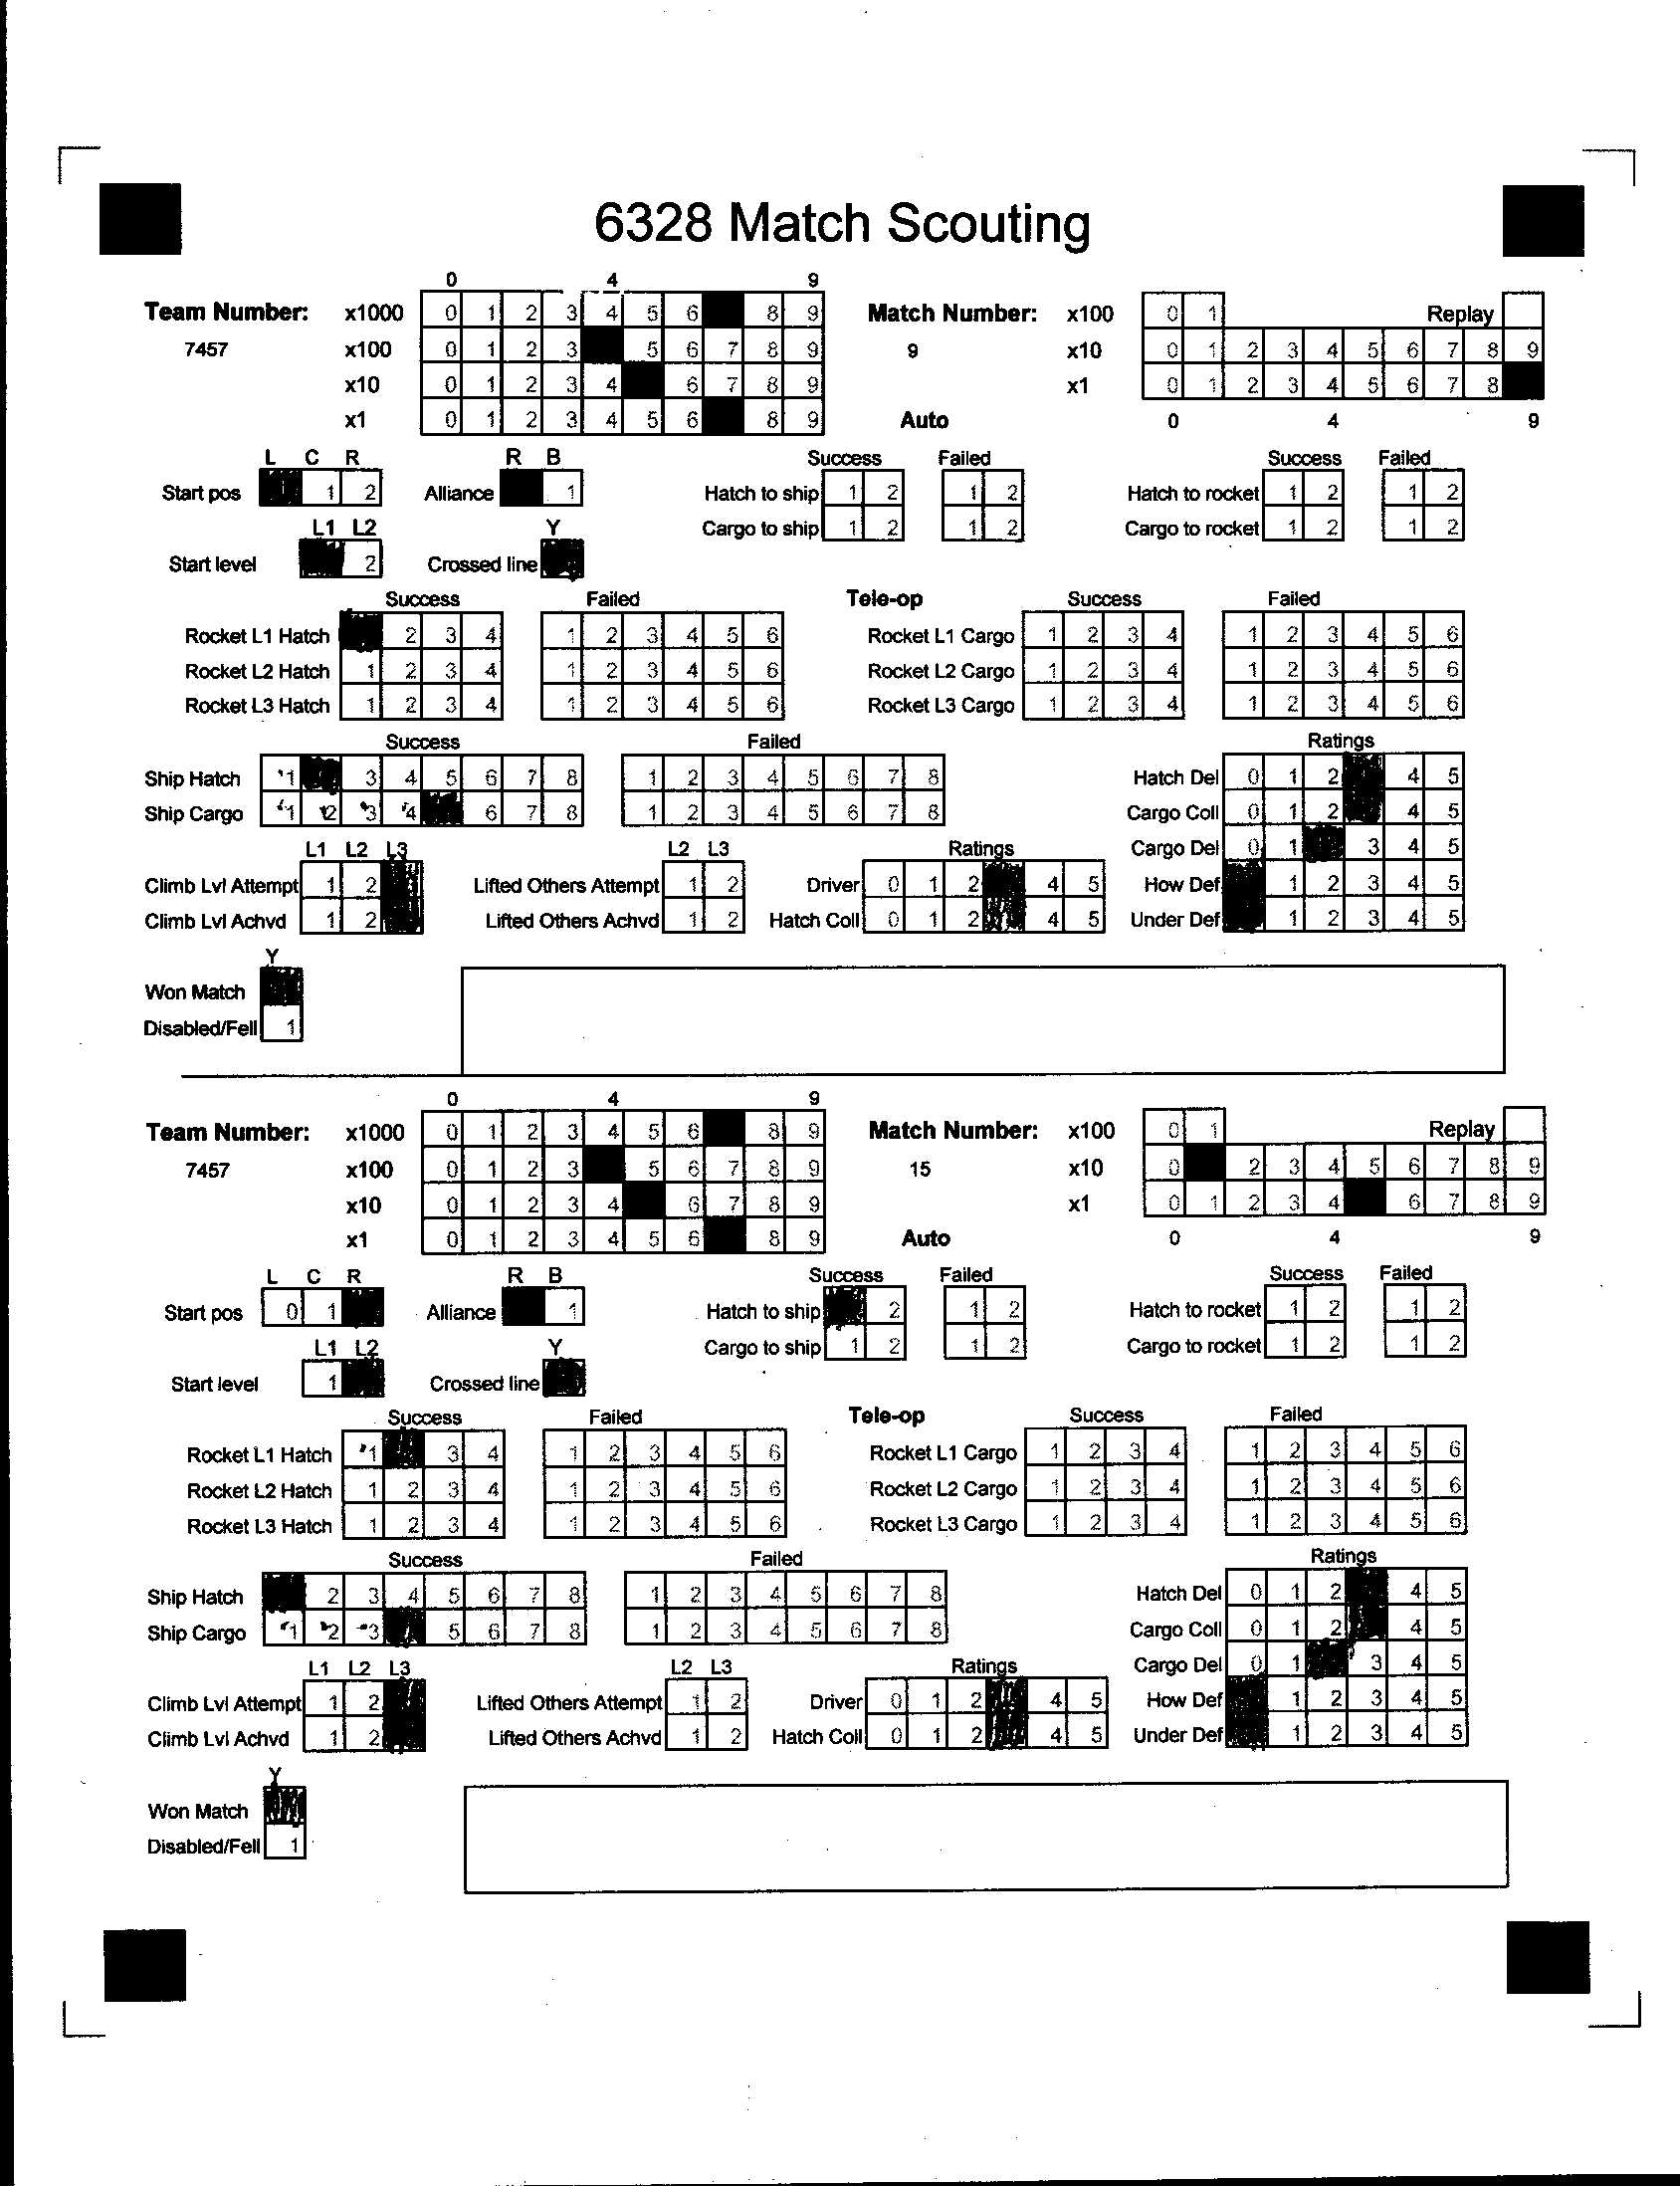 6328 Match Scouting
0 4 9
Team Number: x1000 0 1 2 3 4 5 6 8 9 Match Number: x100 0 1 Replay
7457 x100 0 1 2 3 5 6 7 8 9 9 x10 0 1 2 3 4 5 6 7 8 9
x10 0 1 2 3 4 6 7 8 9 x1 0 1 2 3 4 5 6 7 8
x1 0 1 2 3 4 5 6 8 9 Auto 0 4 9
L C R R B Success Failed Success Failed
Start pos 1 2 Alliance 1 Hatch to ship 1 2 1 2 Hatch to rocket 1 2 1 2
L1 L2 Y Cargo to ship 1 2 1 2 Cargo to rocket 1 2 1 2
Start level 2 Crossed line
Success Failed Tele-op Success Failed
Rocket L1 Hatch 2 3 4 1 2 3 4 5 6 Rocket L1 Cargo 1 2 3 4 1 2 3 4 5 6
Rocket L2 Hatch 1 2 3 4 1 2 3 4 5 6 Rocket L2 Cargo 1 2 3 4 1 2 3 4 5 6
Rocket L3 Hatch 1 2 3 4 1 2 3 4 5 6 Rocket L3 Cargo 1 2 3 4 1 2 3 4 5 6
Success Failed Ratings
Ship Hatch 1 3 4 5 6 7 8 1 2 3 4 5 6 7 8 Hatch Del 0 1 2 4 5
Ship Cargo 1 2 3 4 6 7 8 1 2 3 4 5 6 7 8 Cargo Coll 0 1 2 4 5
L1 L2 L3 L2 L3 Ratings Cargo Del 0 1 3 4 5
Climb Lvl Attempt 1 2 Lifted Others Attempt 1 2 Driver 0 1 2 4 5 How Def 1 2 3 4 5
Climb Lvl Achvd 1 2 Lifted Others Achvd 1 2 Hatch Coll 0 1 2 4 5 Under Def 1 2 3 4 5
Y
Won Match
Disabled/Fell 1
0 4 9
Team Number: x1000 0 1 2 3 4 5 6 8 9 Match Number: x100 0 1 Replay
7457 x100 0 1 2 3 5 6 7 8 9 15 x10 0 2 3 4 5 6 7 8 9
x10 0 1 2 3 4 6 7 8 9 x1 0 1 2 3 4 6 7 8 9
x1 0 1 2 3 4 5 6 8 9 Auto 0 4 9
L C R R B Success Failed Success Failed
Start pos 0 1 Alliance 1 Hatch to ship 2 1 2 Hatch to rocket 1 2 1 2
L1 L2 Y Cargo to ship 1 2 1 2 Cargo to rocket 1 2 1 2
Start level 1 Crossed line
Success Failed Tele-op Success Failed
Rocket L1 Hatch 1 3 4 1 2 3 4 5 6 Rocket L1 Cargo 1 2 3 4 1 2 3 4 5 6
Rocket L2 Hatch 1 2 3 4 1 2 3 4 5 6 Rocket L2 Cargo 1 2 3 4 1 2 3 4 5 6
Rocket L3 Hatch 1 2 3 4 1 2 3 4 5 6 Rocket L3 Cargo 1 2 3 4 1 2 3 4 5 6
Success Failed Ratings
Ship Hatch 2 3 4 5 6 7 8 1 2 3 4 5 6 7 8 Hatch Del 0 1 2 4 5
Ship Cargo 1 2 3 5 6 7 8 1 2 3 4 5 6 7 8 Cargo Coll 0 1 2 4 5
L1 L2 L3 L2 L3 Ratings Cargo Del 0 1 3 4 5
Climb Lvl Attempt 1 2 Lifted Others Attempt 1 2 Driver 0 1 2 4 5 How Def 1 2 3 4 5
Climb Lvl Achvd 1 2 Lifted Others Achvd 1 2 Hatch Coll 0 1 2 4 5 Under Def 1 2 3 4 5
Y
Won Match
Disabled/Fell 1